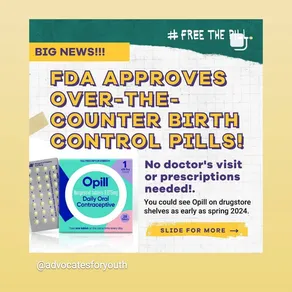 # FREE THE PILL
BIG NEWS!!!
FDA APPROVES
OVER-THE-
COUNTER BIRTH
CONTROL PILLS!
No doctor's visit
or prescriptions
needed!.
You could see Opill on drugstore
shelves as early as spring 2024.
Opill
Daily Oral
Contraceptive
SLIDE FOR MORE
@advocatesforyouth